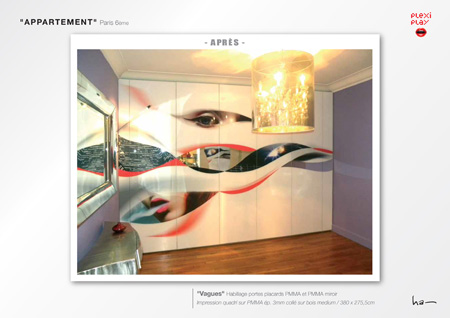 "APPARTEMENT" Paris 6ème
PLEXI
PLAY
- APRÈS -
"Vagues" Habillage portes placards PMMA et PMMA miroir
Impression quadri sur PMMA ép. 3mm collé sur bois medium / 380 x 275,5cm